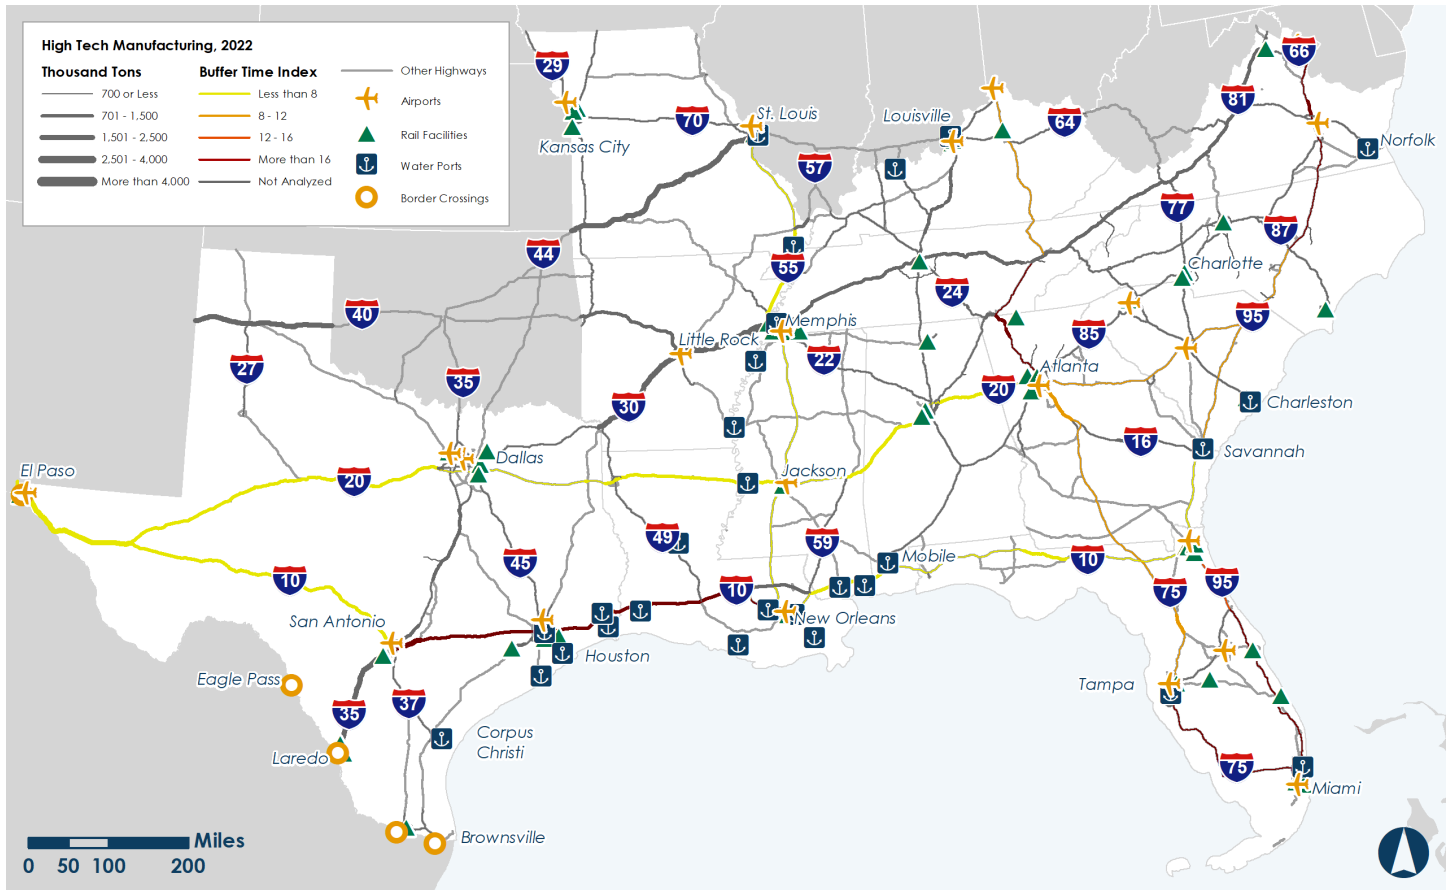 High Tech Manufacturing, 2022
Thousand Tons
700 or Less
701 - 1,500
1,501 - 2,500
2,501 - 4,000
More than 4,000
Buffer Time Index
Less than 8
8 - 12
12 - 16
More than 16
Not Analyzed
Other Highways
Airports
Rail Facilities
Water Ports
Border Crossings
29
66
81
70
St. Louis
Louisville
64
Kansas City
Norfolk
57
77
87
44
55
Charlotte
24
40
Memphis
95
Little Rock
22
85
27
35
Atlanta
20
30
Charleston
16
Savannah
El Paso
Dallas
20
Jackson
49
59
Mobile
10
45
10
10
75
95
San Antonio
New Orleans
Houston
Eagle Pass
Tampa
35
37
Corpus
Christi
Laredo
75
Miami
Brownsville
Miles
0 50 100 200